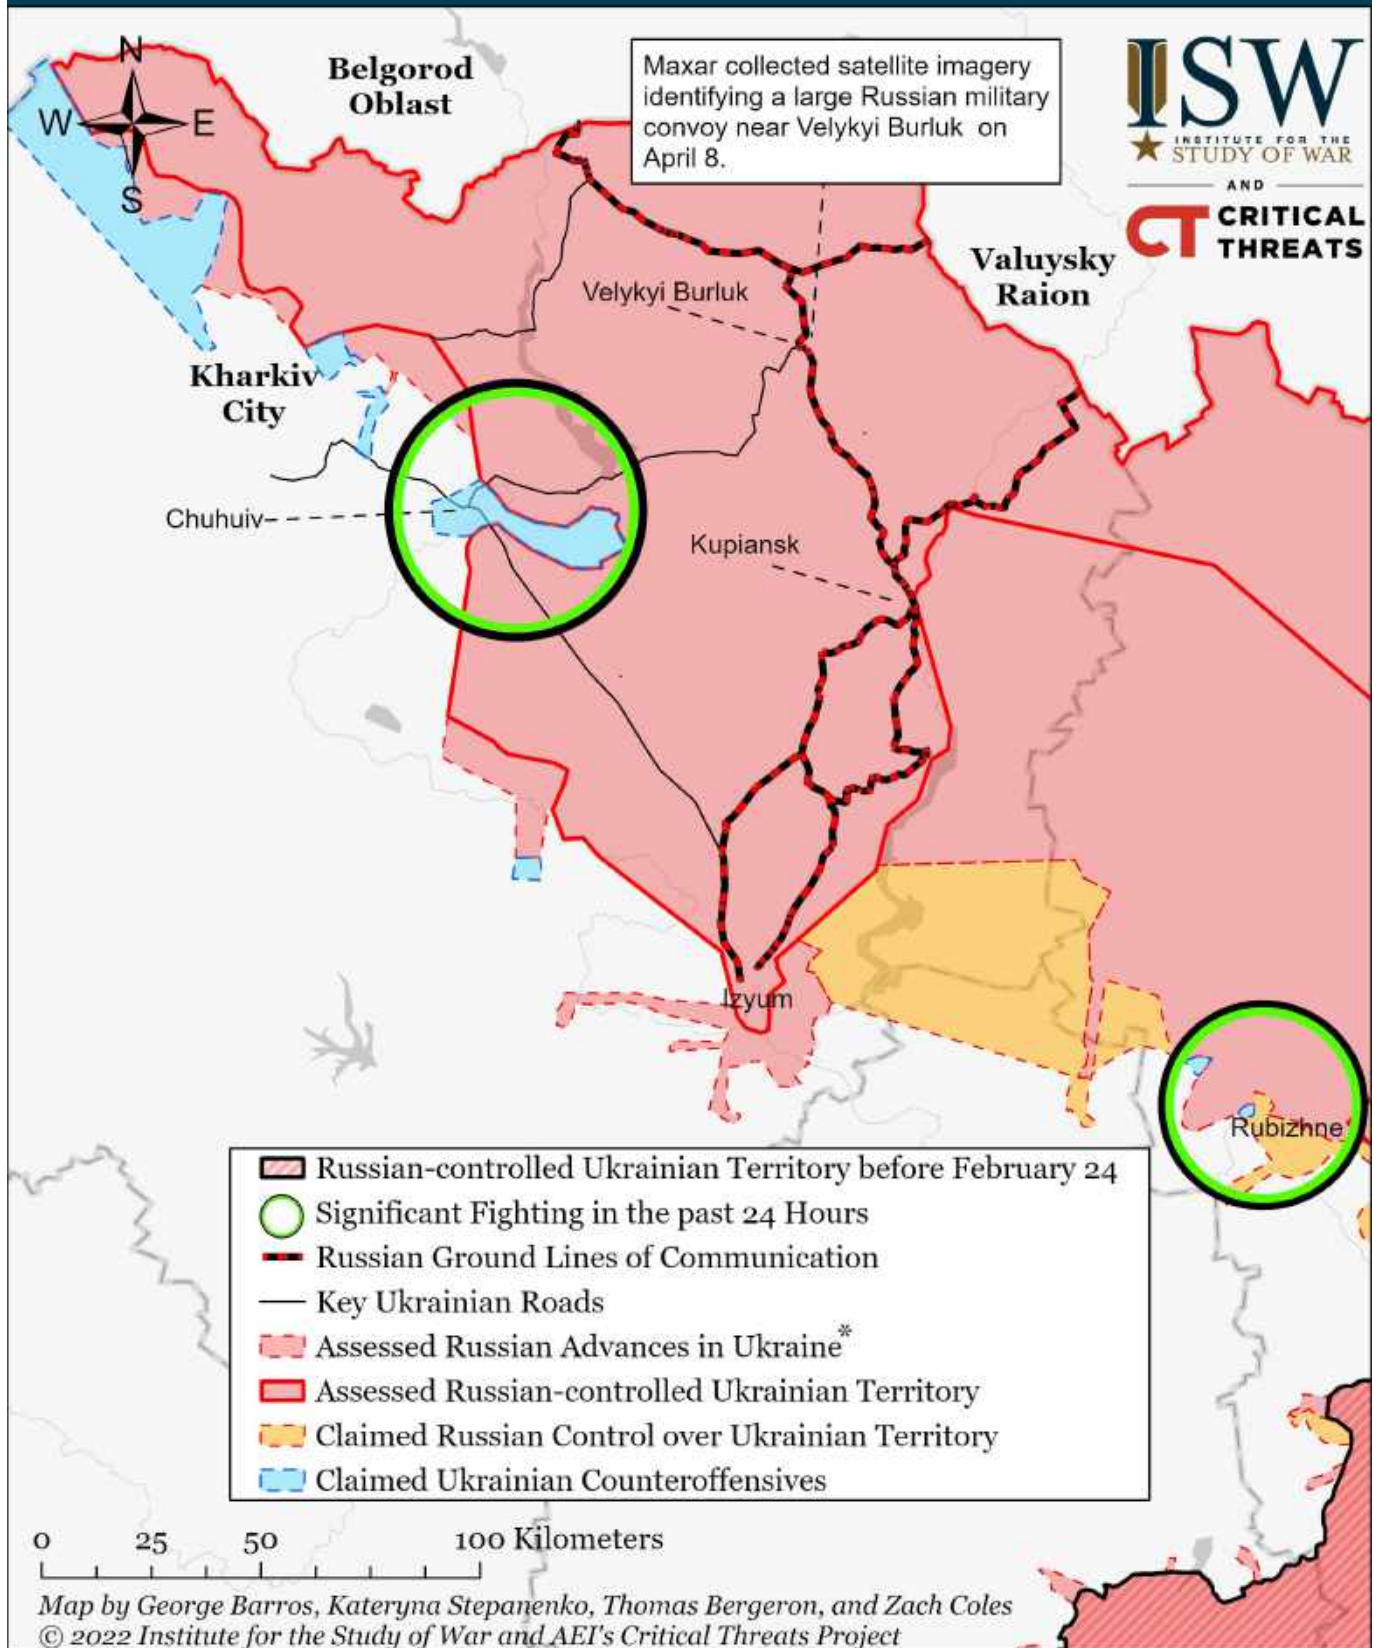 N
W
E
S
Belgorod
Oblast
Maxar collected satellite imagery
identifying a large Russian military
convoy near Velykyi Burluk on
April 8.
ISW
INSTITUTE FOR THE
STUDY OF WAR
AND
CT CRITICAL
THREATS
Valuysky
Raion
Velykyi Burluk
Kharkiv
City
Chuhuiv
Kupiansk
Izyum
Rubizhne
Russian-controlled Ukrainian Territory before February 24
Significant Fighting in the past 24 Hours
Russian Ground Lines of Communication
Key Ukrainian Roads
Assessed Russian Advances in Ukraine*
Assessed Russian-controlled Ukrainian Territory
Claimed Russian Control over Ukrainian Territory
Claimed Ukrainian Counteroffensives
0 25 50 100 Kilometers
Map by George Barros, Kateryna Stepanenko, Thomas Bergeron, and Zach Coles
© 2022 Institute for the Study of War and AEI's Critical Threats Project